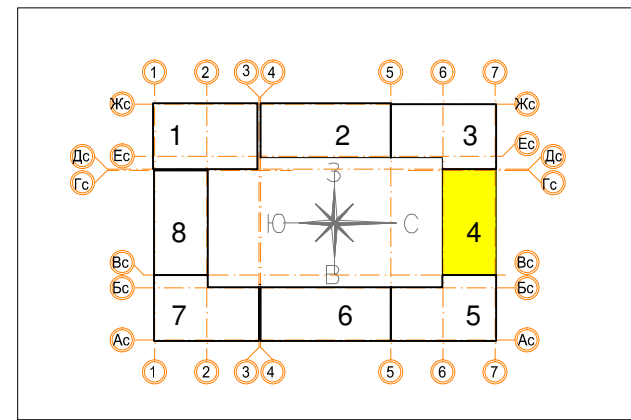 1 2 3 4 5 6 7
Жс Жс
1 2 3
Ес Ес
Дс Дс
Гс Гс
З
Ю С
8 4
В
Вс Вс
Бс Бс
7 6 5
Ас Ас
1 2 3 4 5 6 7